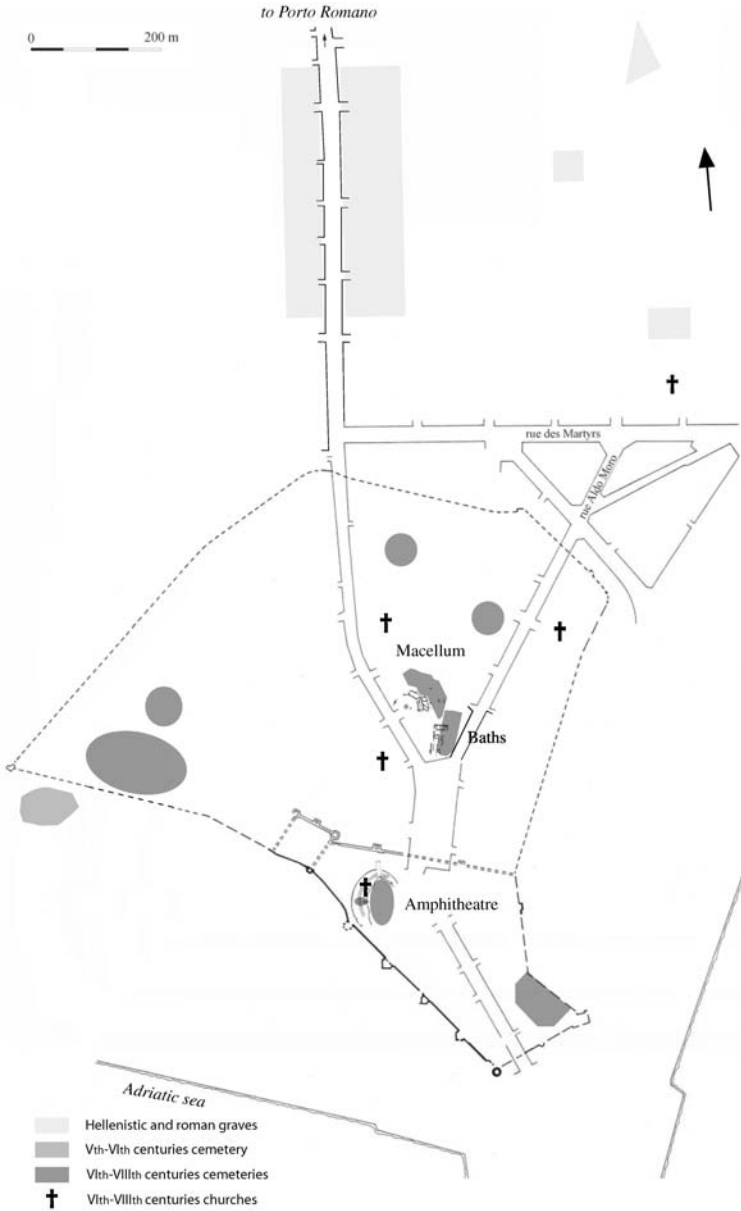 to Porto Romano
0 200 m
rue des Martyrs
rue Aldo Moro
Macellum
Baths
Amphitheatre
Adriatic sea
Hellenistic and roman graves
Vth-VIth centuries cemetery
VIth-VIIIth centuries cemeteries
VIth-VIIIth centuries churches